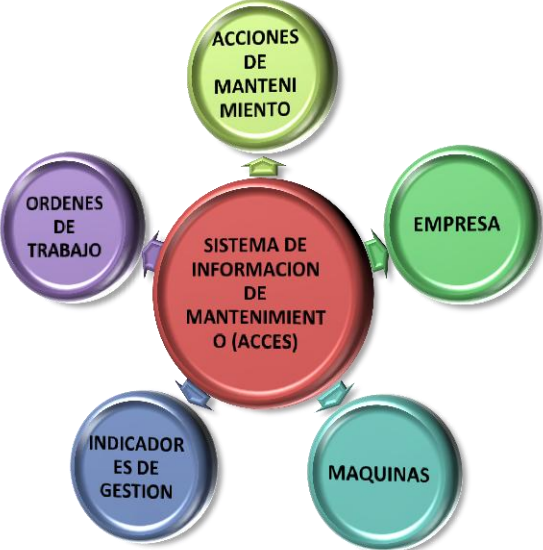 ACCIONES
DE
MANTENI
MIENTO
EMPRESA
MAQUINAS
INDICADOR
ES DE
GESTION
ORDENES
DE
TRABAJO
SISTEMA DE
INFORMACION
DE
MANTENIMIENT
O (ACCES)